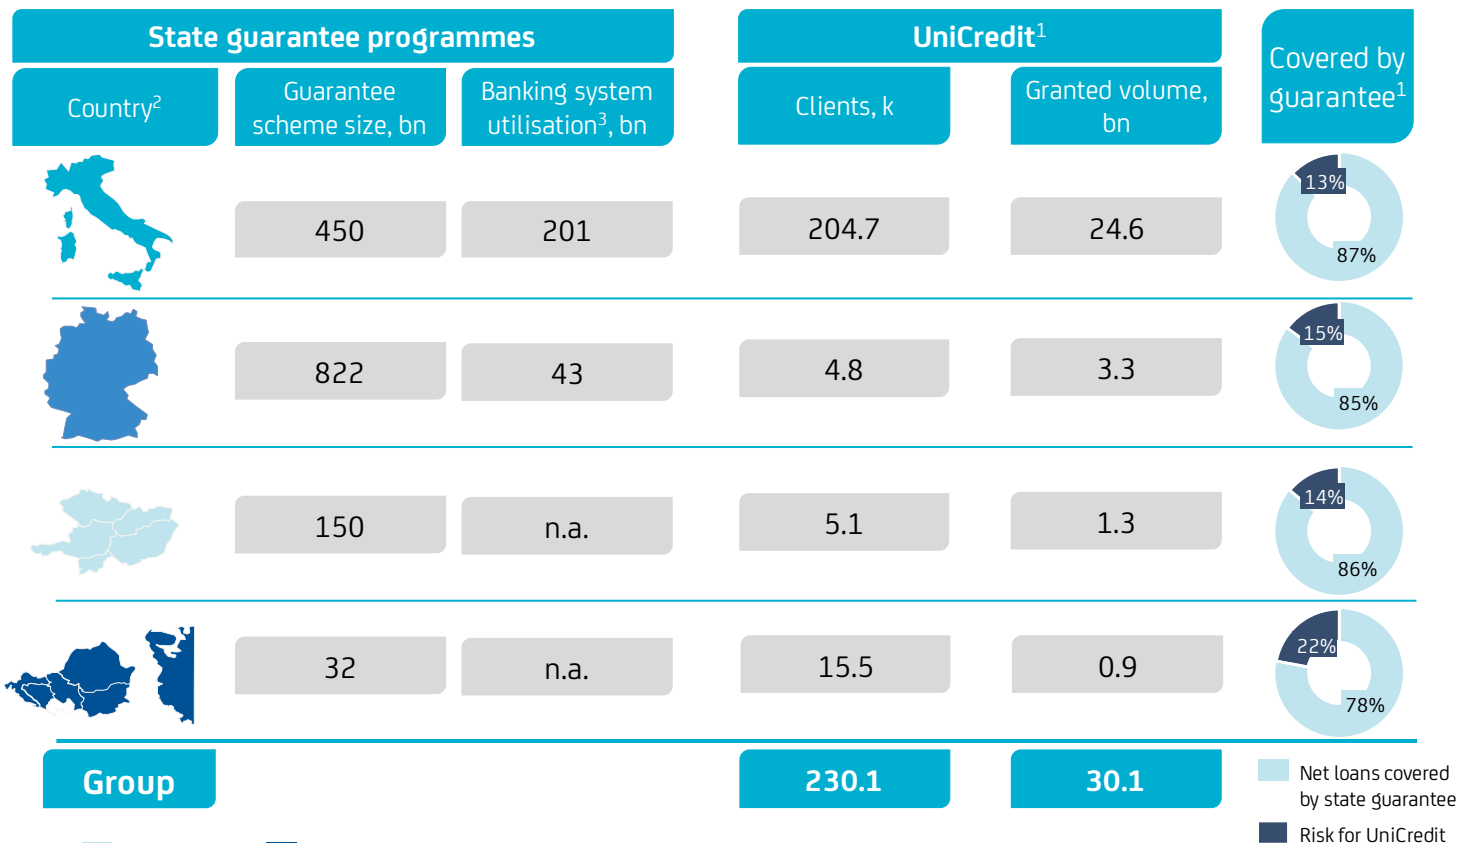 State guarantee programmes
UniCredit1
Covered by
guarantee1
Country2
Guarantee
scheme size, bn
Banking system
utilisation3, bn
Clients, k
Granted volume,
bn
450
201
204.7
24.6
13%
87%
822
43
4.8
3.3
15%
85%
150
n.a.
5.1
1.3
14%
86%
32
n.a.
15.5
0.9
22%
78%
Group
230.1
30.1
Net loans covered
by state guarantee
Risk for UniCredit